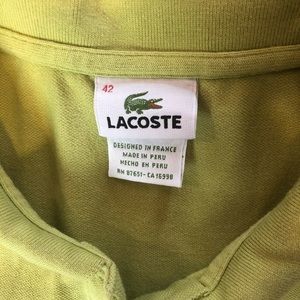 42
LACOSTE
DESIGNED IN FRANCE
MADE IN PERU
HECHO EN PERU
RN 87651-CA 16998